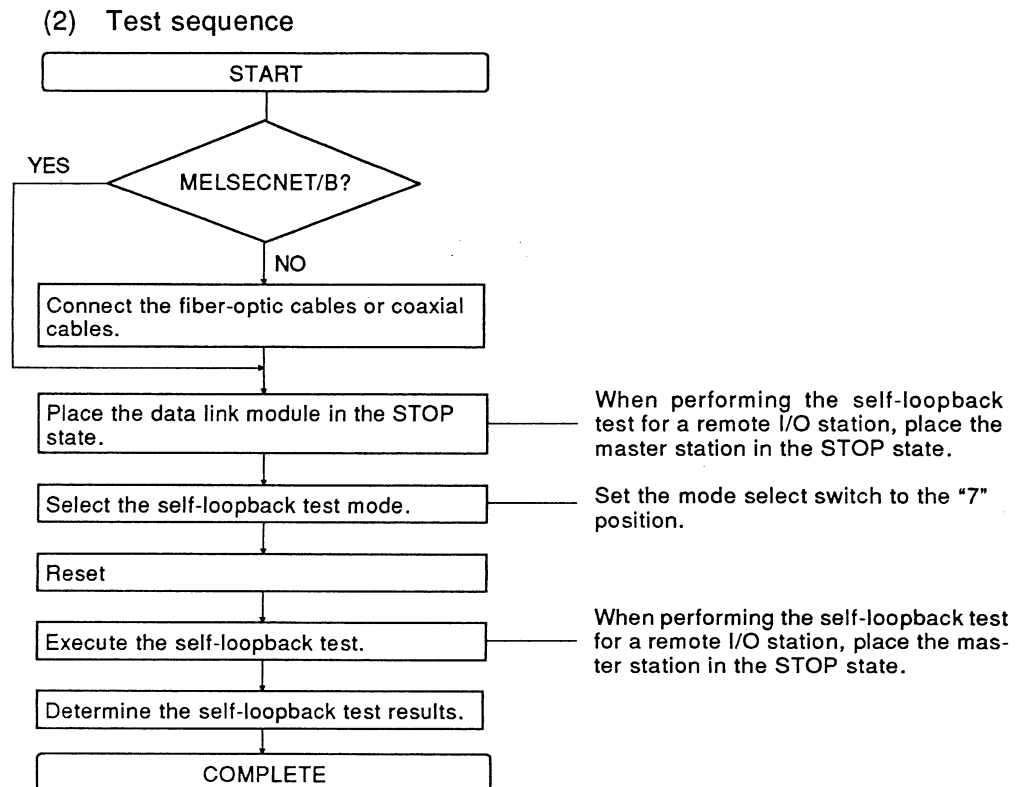 (2) Test sequence
START
YES
MELSECNET/B?
NO
Connect the fiber-optic cables or coaxial
cables.
Place the data link module in the STOP
state.
When performing the self-loopback
test for a remote I/O station, place the
master station in the STOP state.
Select the self-loopback test mode.
Set the mode select switch to the "7"
position.
Reset
Execute the self-loopback test.
When performing the self-loopback test
for a remote I/O station, place the mas-
ter station in the STOP state.
Determine the self-loopback test results.
COMPLETE